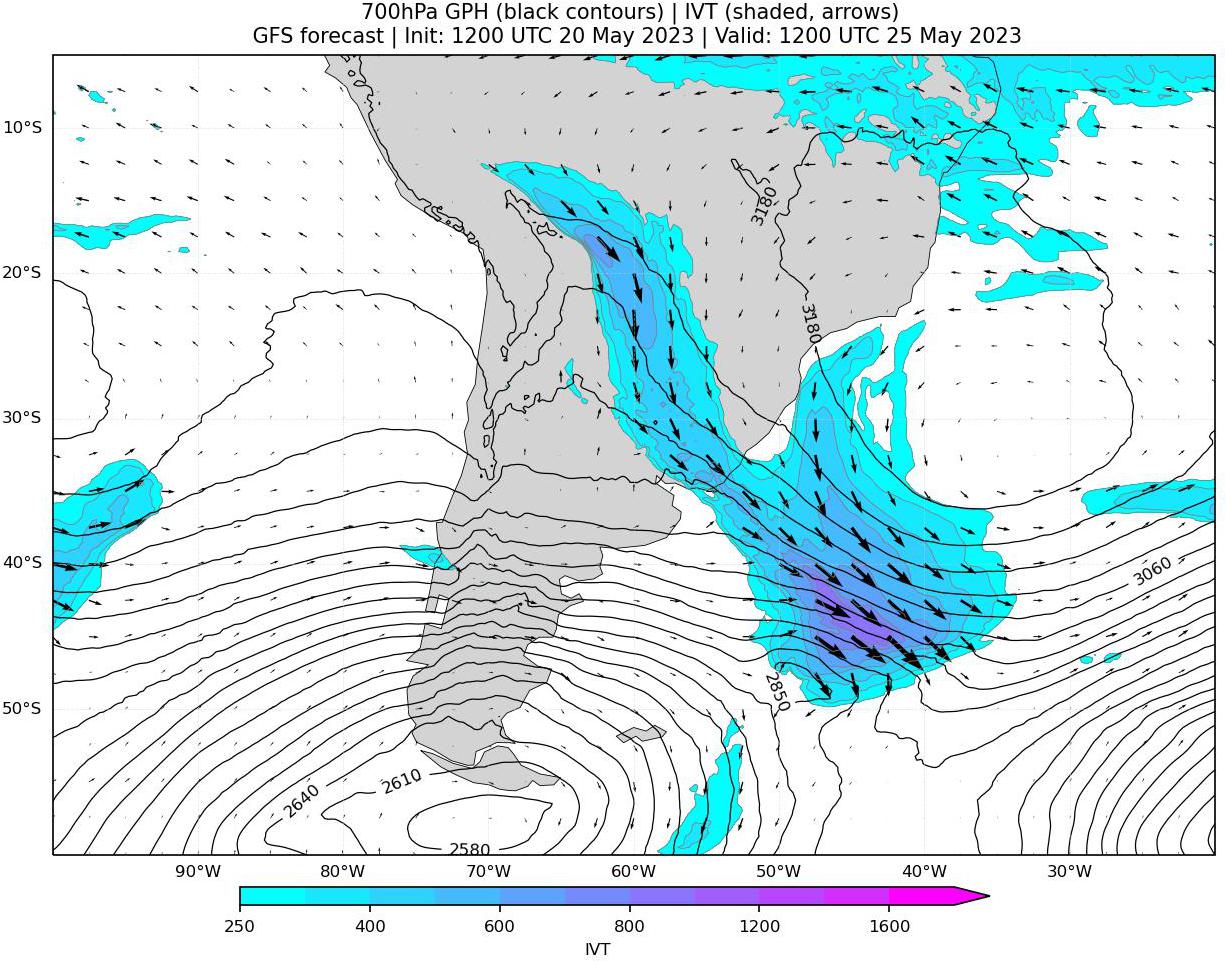 700hPa GPH (black contours) | IVT (shaded, arrows)
GFS forecast | Init: 1200 UTC 20 May 2023 | Valid: 1200 UTC 25 May 2023
10°S
3180
20°S
3180
30°S
40°S
3060
2850
50°S
2610
2640
2580
90°W 80°W 70°W 60°W 50°W 40°W 30°W
250 400 600 800 1200 1600
IVT